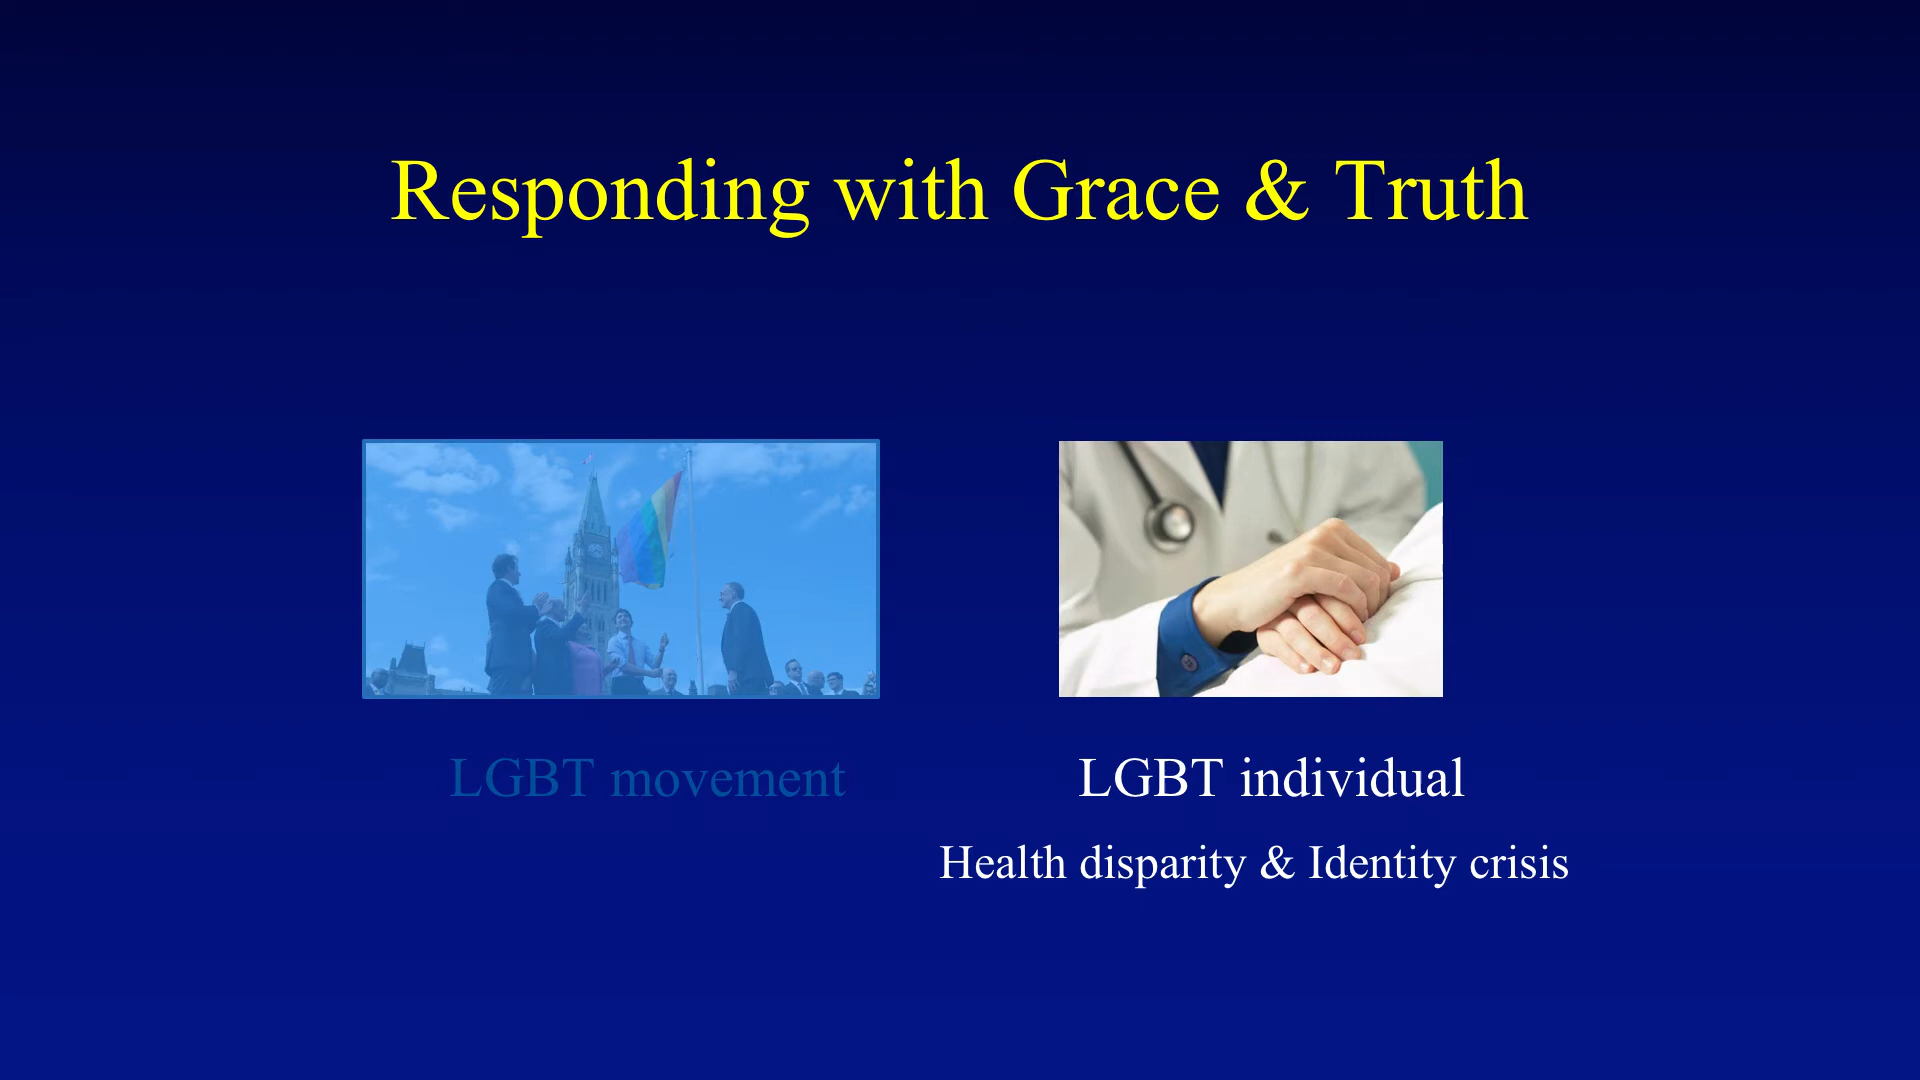 Responding with Grace & Truth
LGBT movement
LGBT individual
Health disparity & Identity crisis